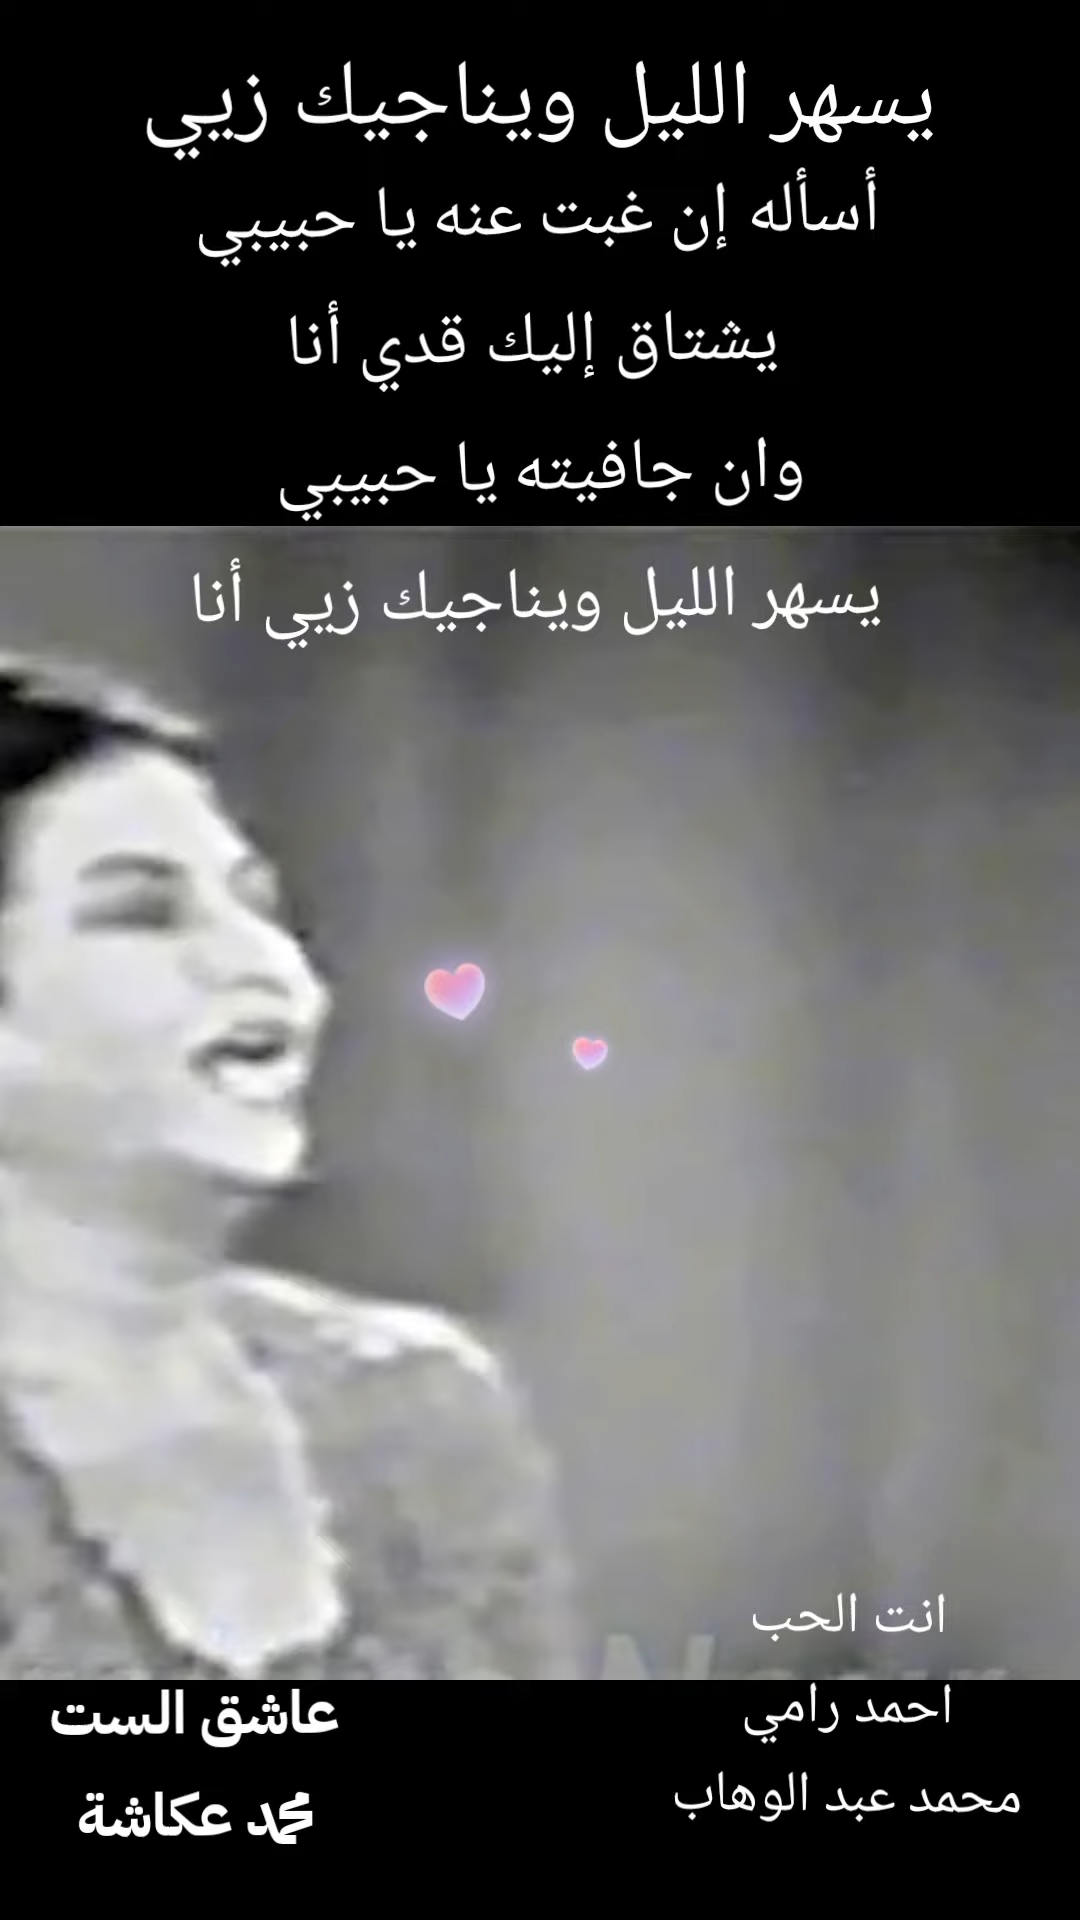 يسهر الليل ويناجيك زيي
أسأله إن غبت عنه يا حبيبي
يشتاق إليك قدي أنا
وان جافيته يا حبيبي
يسهر الليل ويناجيك زيي أنا
انت الحب
احمد رامي
محمد عبد الوهاب
عاشق الست
محمد عكاشة